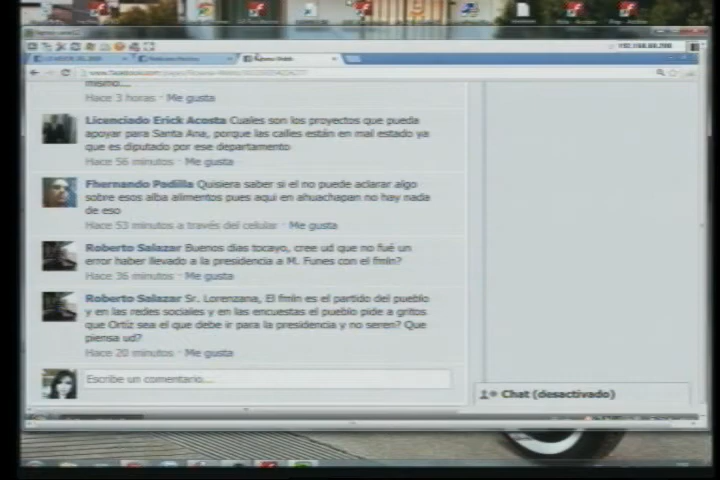 mismo...
Hace 3 horas · Me gusta
Licenciado Erick Acosta Cuales son los proyectos que pueda
apoyar para Santa Ana, porque las calles están en mal estado ya
que es diputado por ese departamento
Hace 56 minutos · Me gusta
Fhernando Padilla Quisiera saber si el no puede aclarar algo
sobre esos alba alimentos pues aqui en ahuachapan no hay nada
de eso
Hace 53 minutos a través del celular · Me gusta
Roberto Salazar Buenos dias tocayo, cree ud que no fué un
error haber llevado a la presidencia a M. Funes con el fmln?
Hace 36 minutos · Me gusta
Roberto Salazar Sr. Lorenzana, El fmln es el partido del pueblo
y en las redes sociales y en las encuestas el pueblo pide a gritos
que Ortíz sea el que debe ir para la presidencia y no seren? Que
piensa ud?
Hace 20 minutos · Me gusta
Escribe un comentario...
Chat (desactivado)